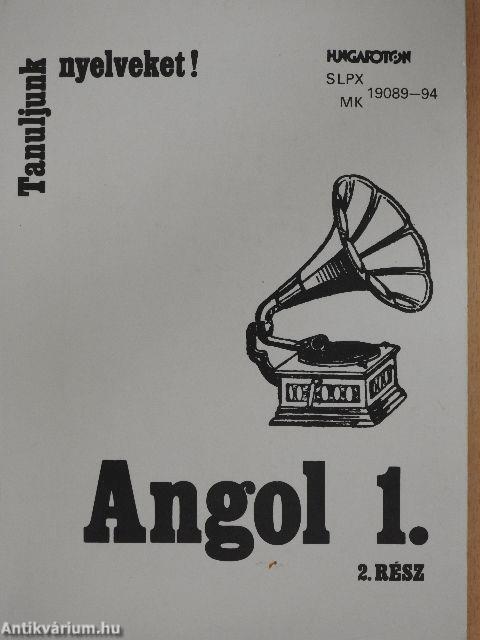 Tanuljunk
nyelveket!
HUNGAROTON
SLPX
MK 19089–94
Angol 1.
2. RÉSZ
Antikvárium.hu